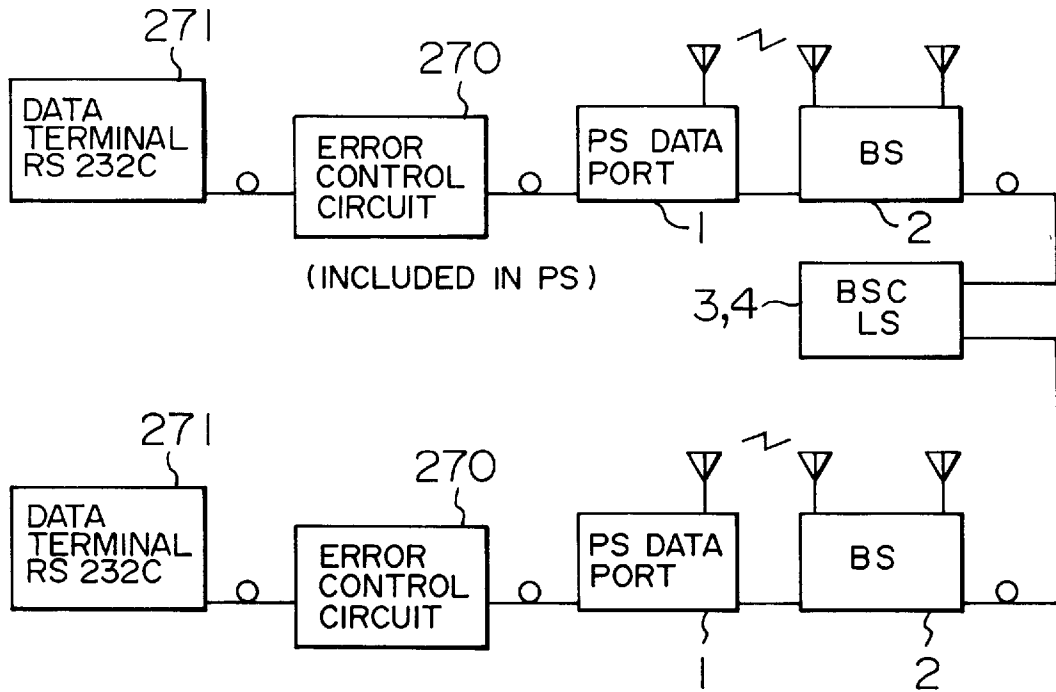 271
DATA
TERMINAL
RS 232C
270
ERROR
CONTROL
CIRCUIT
(INCLUDED IN PS)
PS DATA
PORT
1
BS
2
3,4
BSC
LS
271
DATA
TERMINAL
RS 232C
270
ERROR
CONTROL
CIRCUIT
PS DATA
PORT
1
BS
2